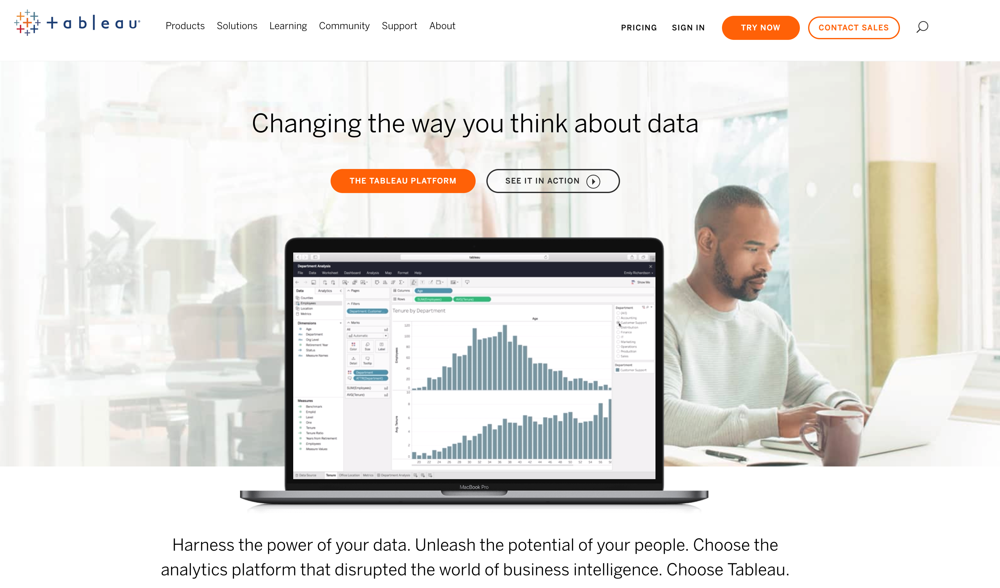 tableau
Products Solutions Learning Community Support About
PRICING SIGN IN TRY NOW CONTACT SALES
Changing the way you think about data
THE TABLEAU PLATFORM SEE IT IN ACTION
tableau
Department Analysis
File Data Worksheet Dashboard Analysis Map Format Help Emily Richardson
Show Me
Data Analytics
Counties
Employees
Location
Metrics
Dimensions
Age
Abc Department
Abc Org Level
Retirement Year
Status
Abc Measure Names
Measures
Benchmark
Emplid
Level
One
Tenure
Tenure Ratio
Years from Retirement
Employees
Measure Values
Pages
Filters
Department: Customer ...
Marks
All
Automatic
Color Size Label
Detail Tooltip
Department
ATTR(Department)
SUM(Employees)
AVG(Tenure)
Columns Age
Rows SUM(Employees) AVG(Tenure)
Tenure by Department
Age
Employees
120
100
80
60
40
20
0
Avg. Tenure
10
8
6
4
2
0
20 22 24 26 28 30 32 34 36 38 40 42 44 46 48 50 52 54 56 58
Department
(All)
Accounting
Customer Support
Distribution
Finance
IT
Marketing
Operations
Production
Sales
Department
Customer Support
Data Source Tenure Office Location Metrics Department Analysis
MacBook Pro
Harness the power of your data. Unleash the potential of your people. Choose the
analytics platform that disrupted the world of business intelligence. Choose Tableau.